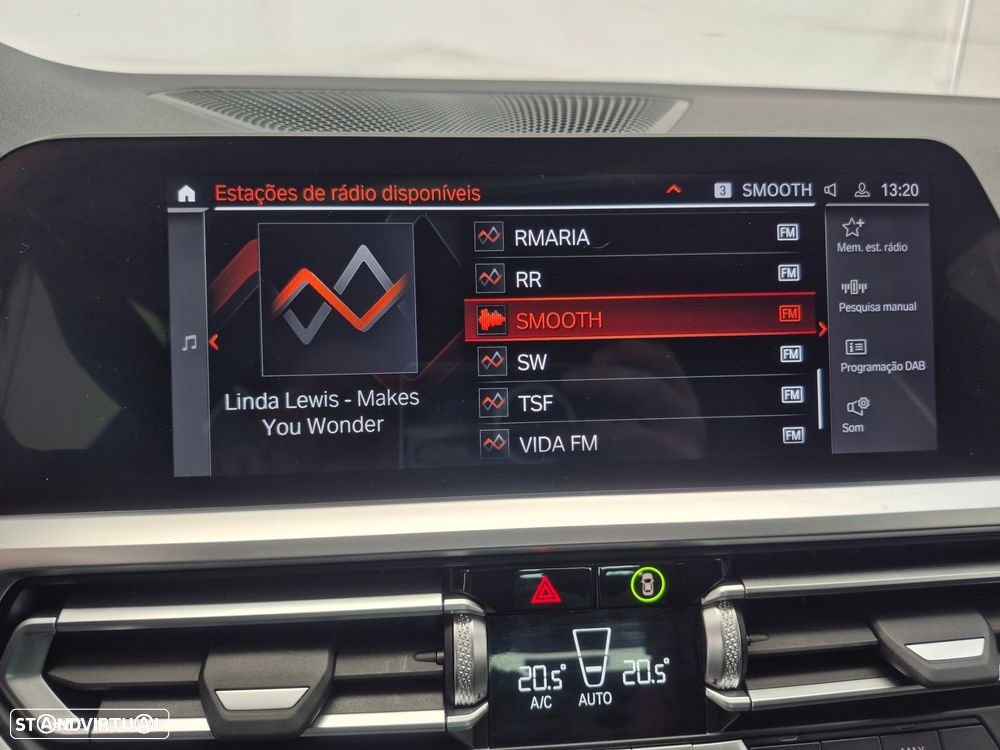 Estações de rádio disponíveis
3 SMOOTH 13:20
RMARIA FM
RR FM
SMOOTH FM
SW FM
TSF FM
VIDA FM FM
Linda Lewis - Makes
You Wonder
Mem. est. rádio
Pesquisa manual
Programação DAB
Som
20.5° 20.5°
A/C AUTO
STANDVIRTUAL